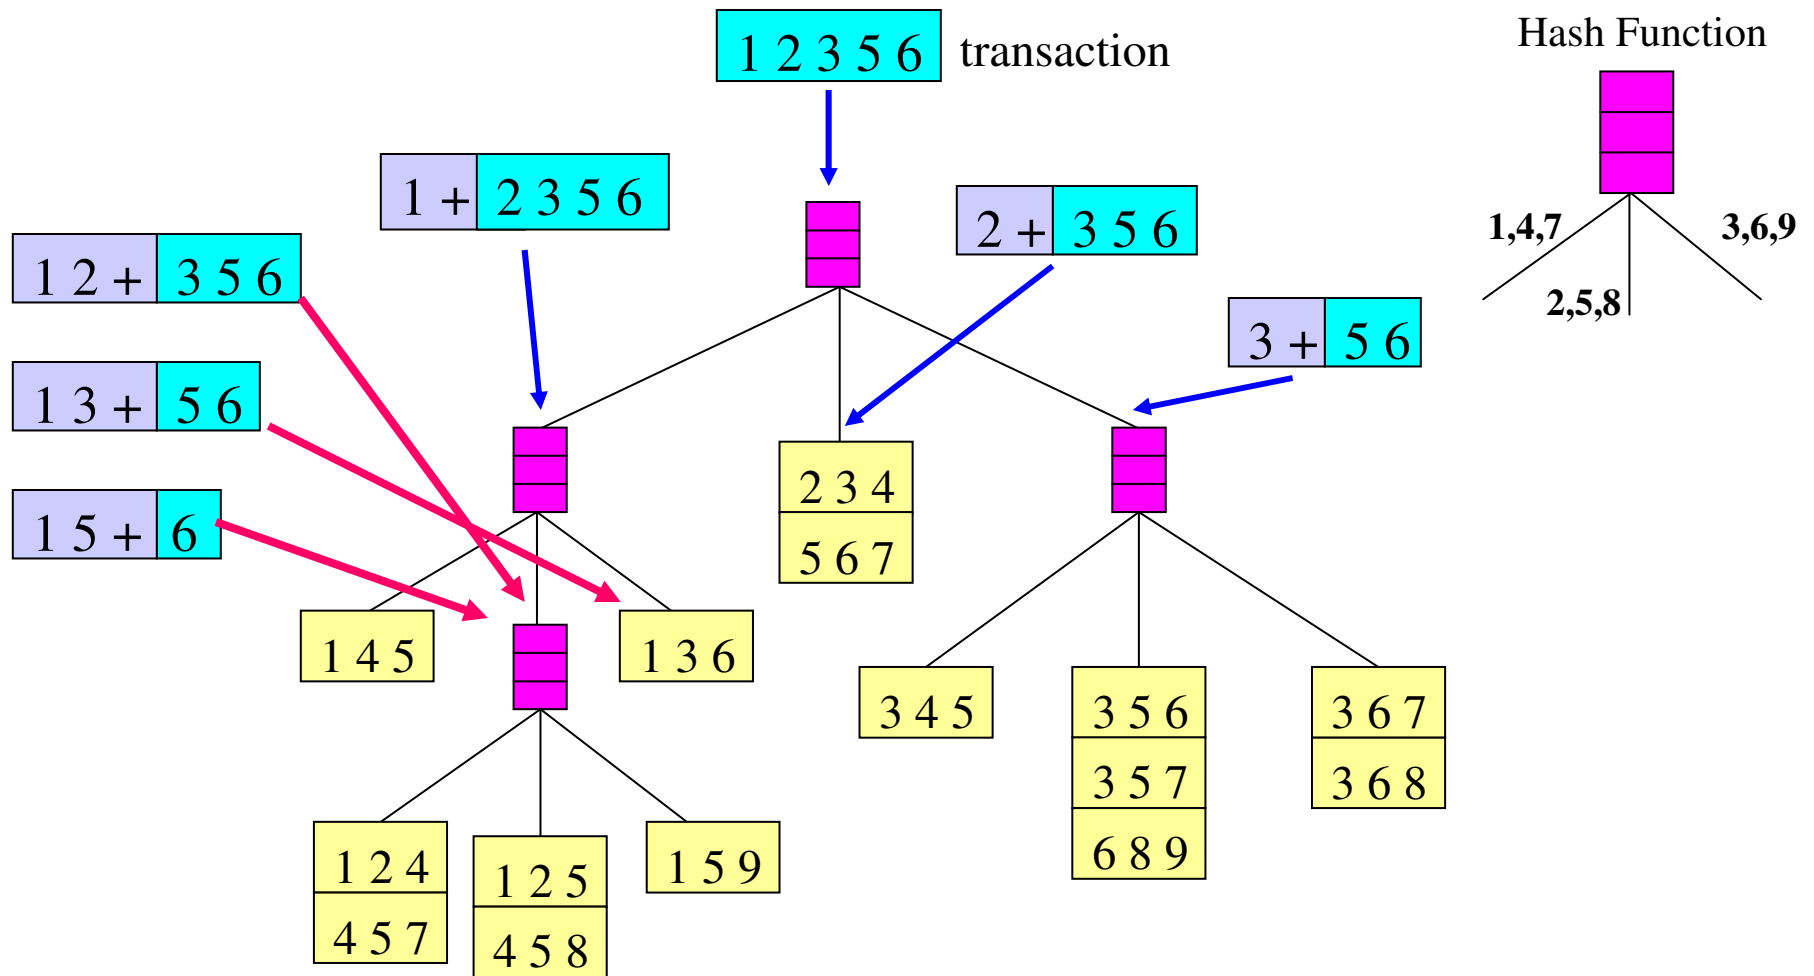 1 2 3 5 6 transaction
Hash Function
1,4,7
2,5,8
3,6,9
1 + 2 3 5 6
2 + 3 5 6
3 + 5 6
1 2 + 3 5 6
1 3 + 5 6
1 5 + 6
2 3 4
5 6 7
1 4 5
1 3 6
3 4 5
3 5 6
3 5 7
6 8 9
3 6 7
3 6 8
1 2 4
4 5 7
1 2 5
4 5 8
1 5 9